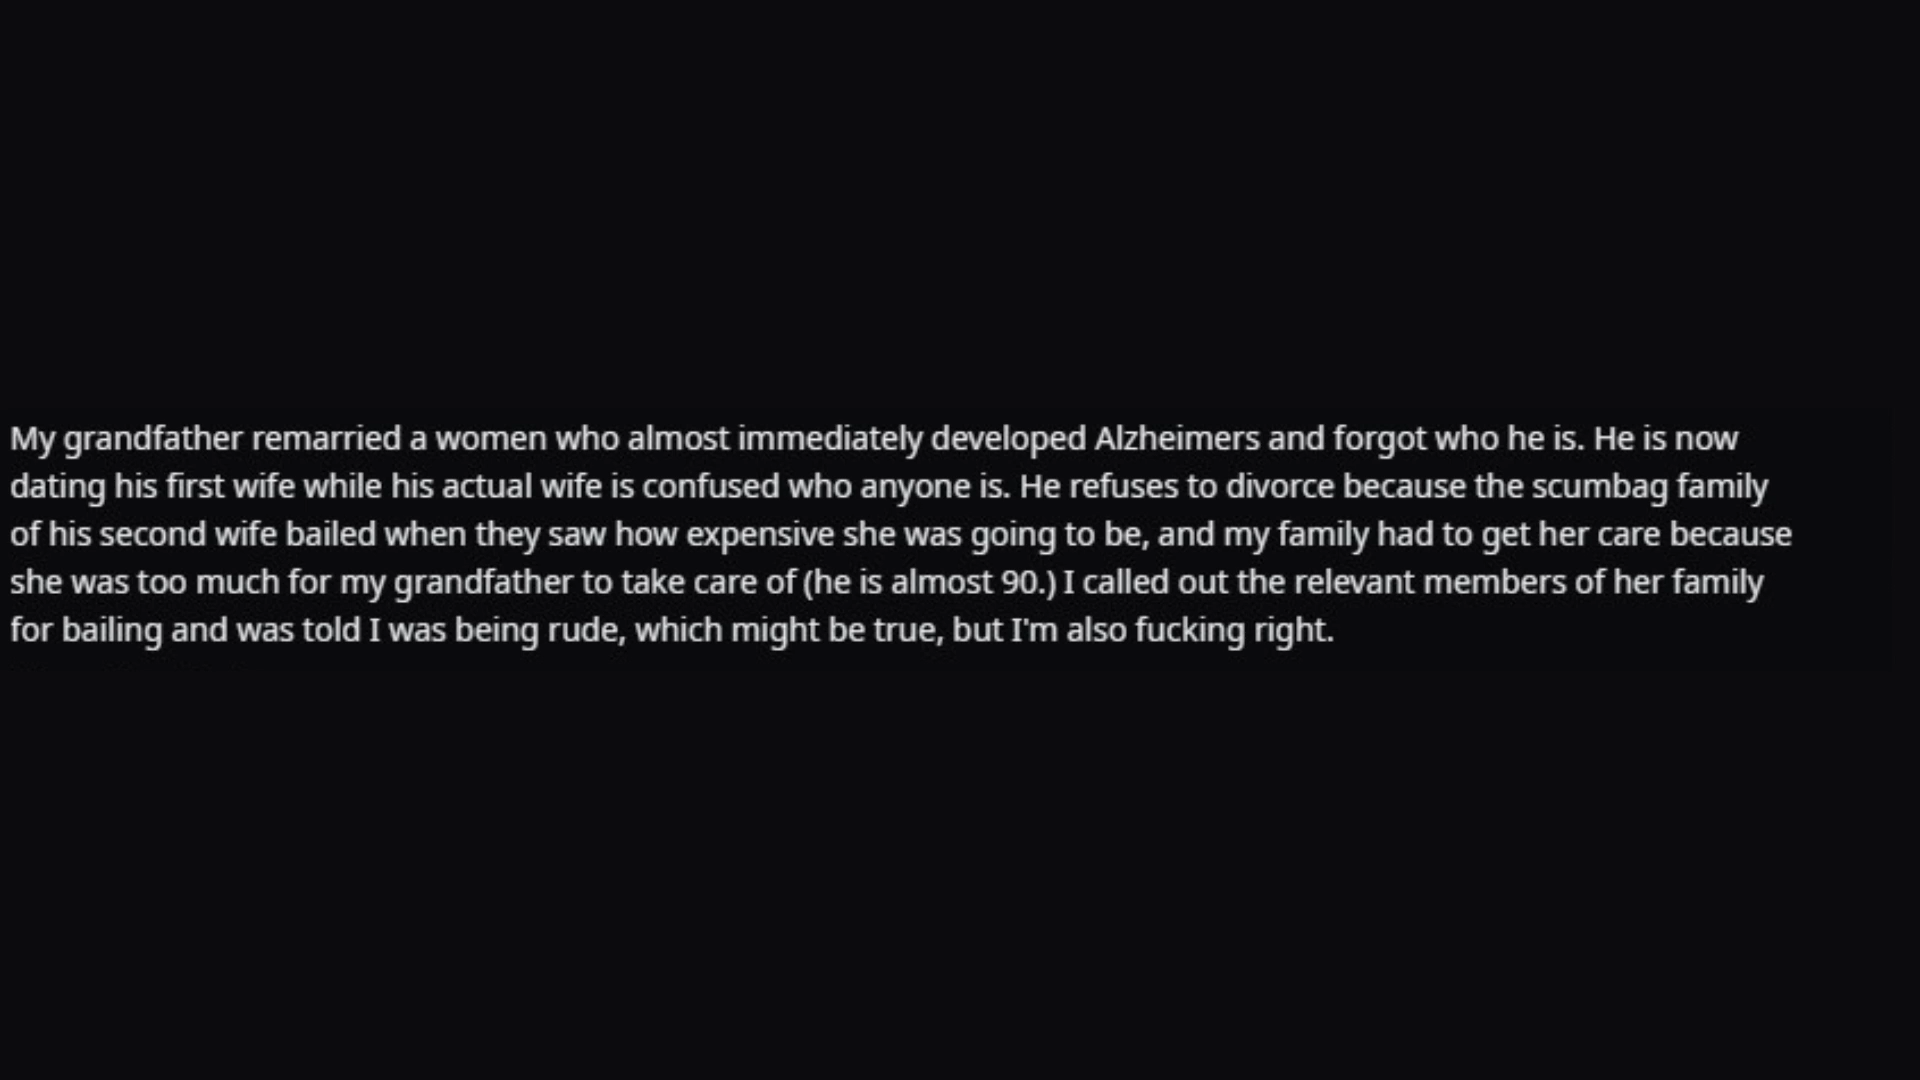 My grandfather remarried a women who almost immediately developed Alzheimers and forgot who he is. He is now
dating his first wife while his actual wife is confused who anyone is. He refuses to divorce because the scumbag family
of his second wife bailed when they saw how expensive she was going to be, and my family had to get her care because
she was too much for my grandfather to take care of (he is almost 90.) I called out the relevant members of her family
for bailing and was told I was being rude, which might be true, but I'm also fucking right.